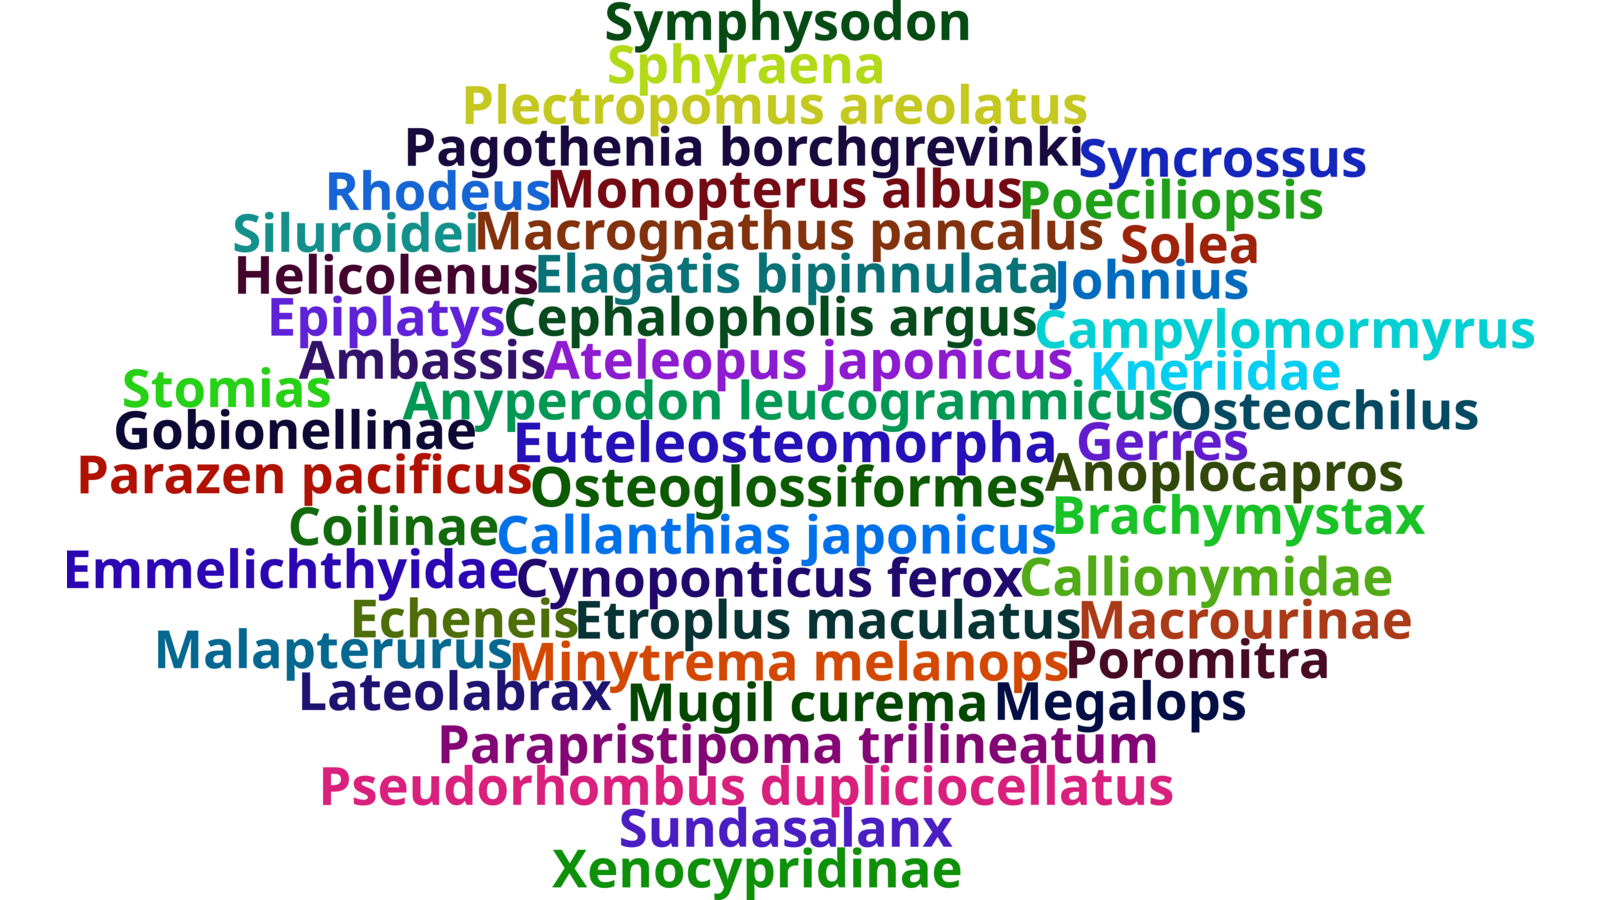 Symphysodon
Sphyraena
Plectropomus areolatus
Pagothenia borchgrevinki Syncrossus
Rhodeus Monopterus albus Poeciliopsis
Siluroidei Macrognathus pancalus Solea
Helicolenus Elagatis bipinnulata Johnius
Epiplatys Cephalopholis argus Campylomormyrus
Ambassis Ateleopus japonicus Kneriidae
Stomias Anyperodon leucogrammicus Osteochilus
Gobionellinae Euteleosteomorpha Gerres
Parazen pacificus Osteoglossiformes Anoplocapros
Coilinae Callanthias japonicus Brachymystax
Emmelichthyidae Cynoponticus ferox Callionymidae
Echeneis Etroplus maculatus Macrourinae
Malapterurus Minytrema melanops Poromitra
Lateolabrax Mugil curema Megalops
Parapristipoma trilineatum
Pseudorhombus dupliciocellatus
Sundasalanx
Xenocypridinae